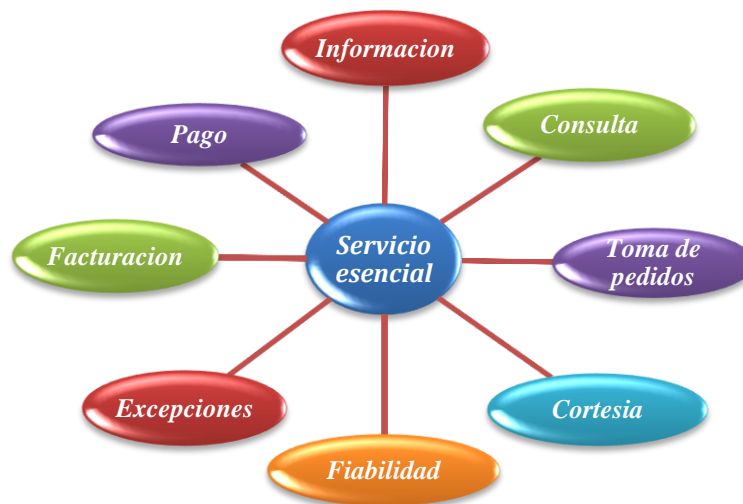 Informacion
Consulta
Pago
Servicio
esencial
Toma de
pedidos
Facturacion
Excepciones
Cortesia
Fiabilidad